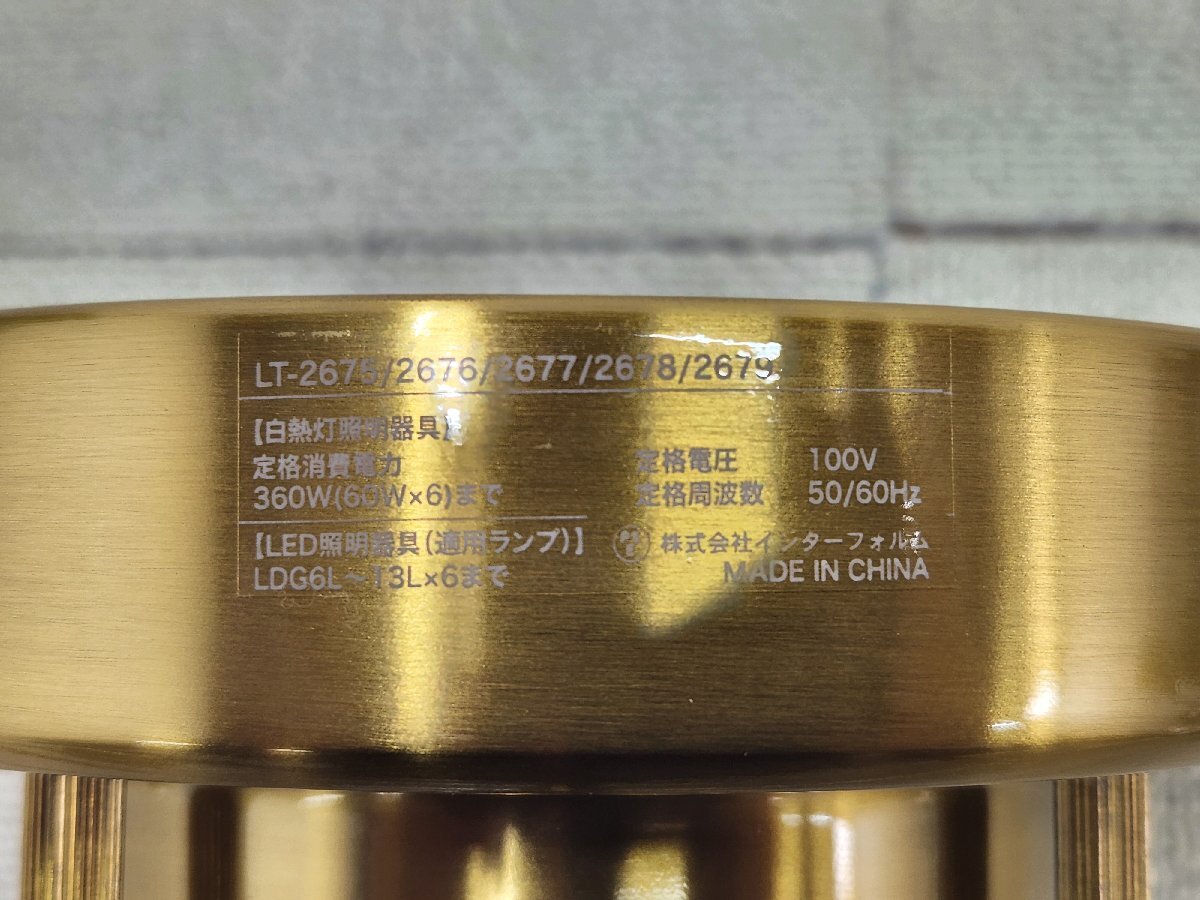 LT-2675/2676/2677/2678/2679
【白熱灯照明器具】
定格消費電力
360W(60W×6)まで
定格電圧 100V
定格周波数 50/60Hz
【LED照明器具(適用ランプ)】
LDG6L～13L×6まで
株式会社インターフォルム
MADE IN CHINA